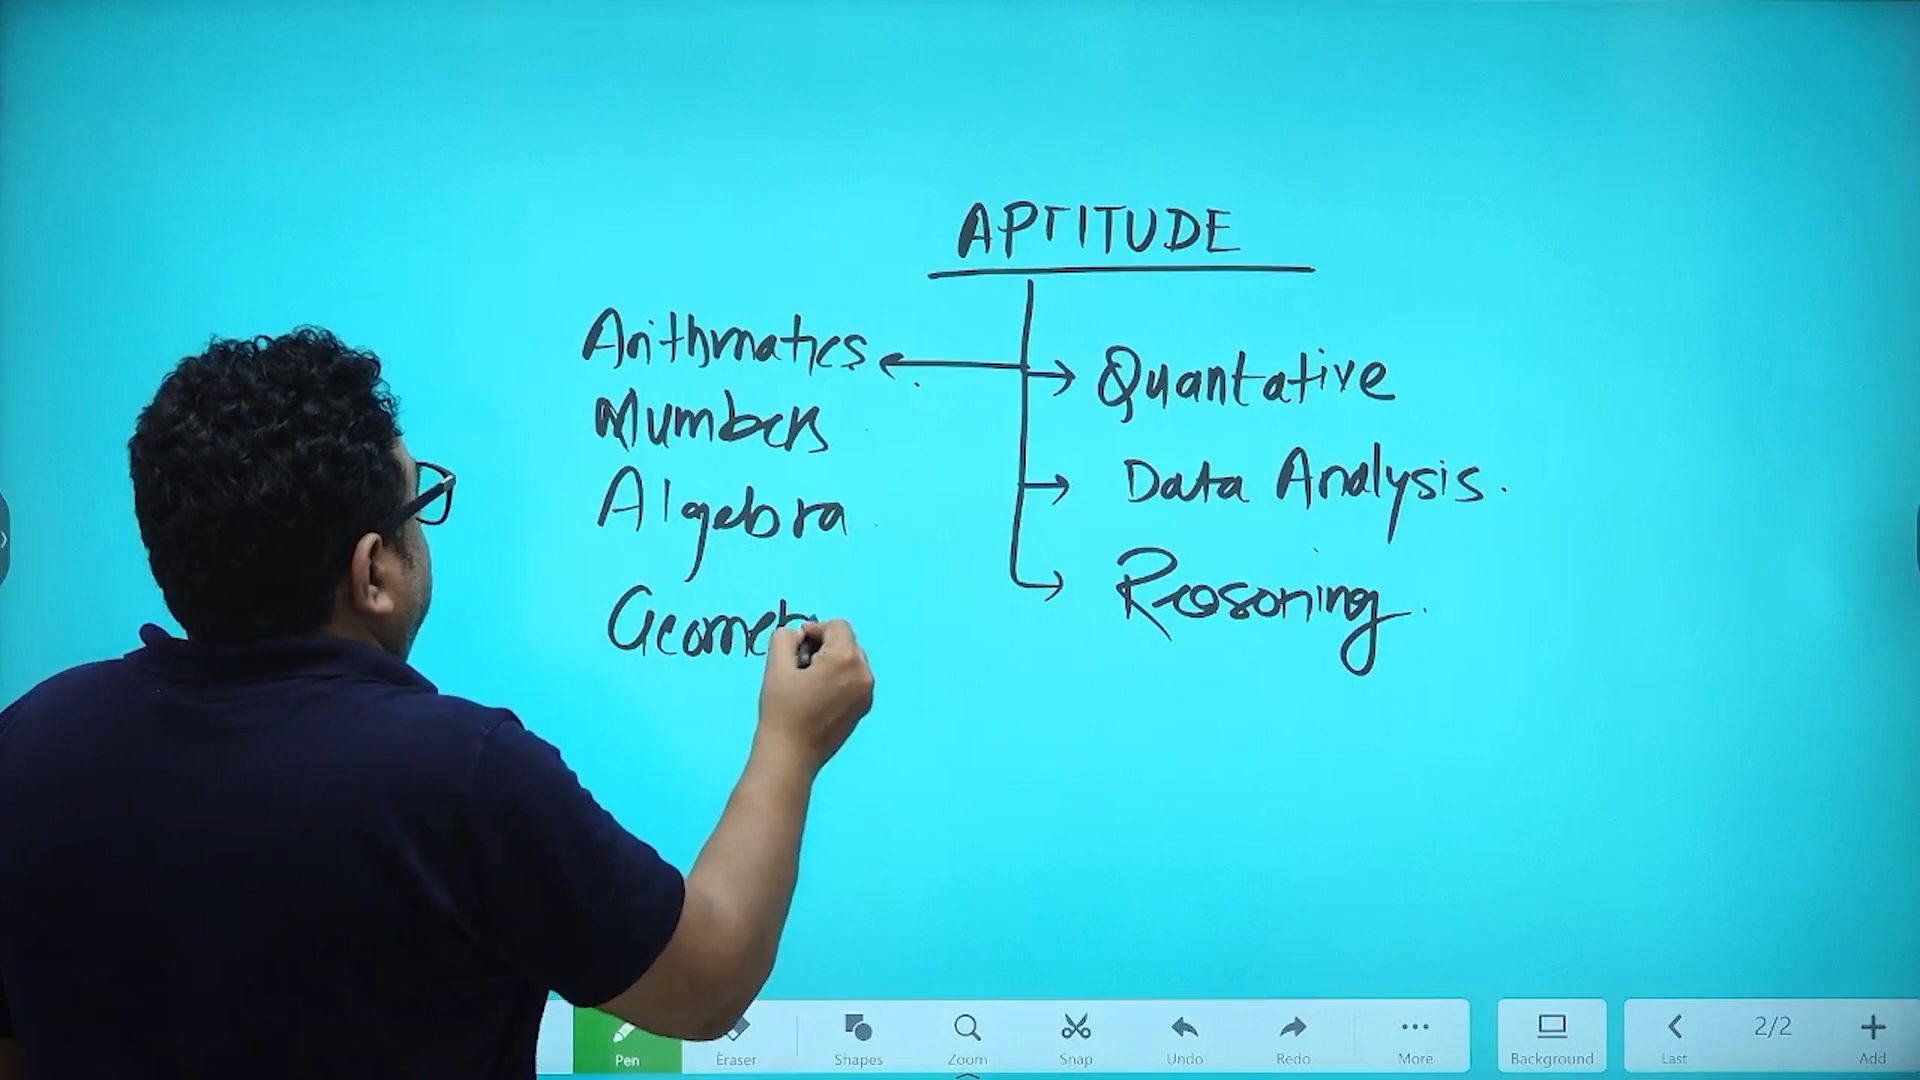 APTITUDE
Arithmatics
Numbers
Algebra
Geomet
Quantative
Data Analysis.
Reasoning.
Pen
Eraser
Shapes
Zoom
Snap
Undo
Redo
More
Background
Last
2/2
Add